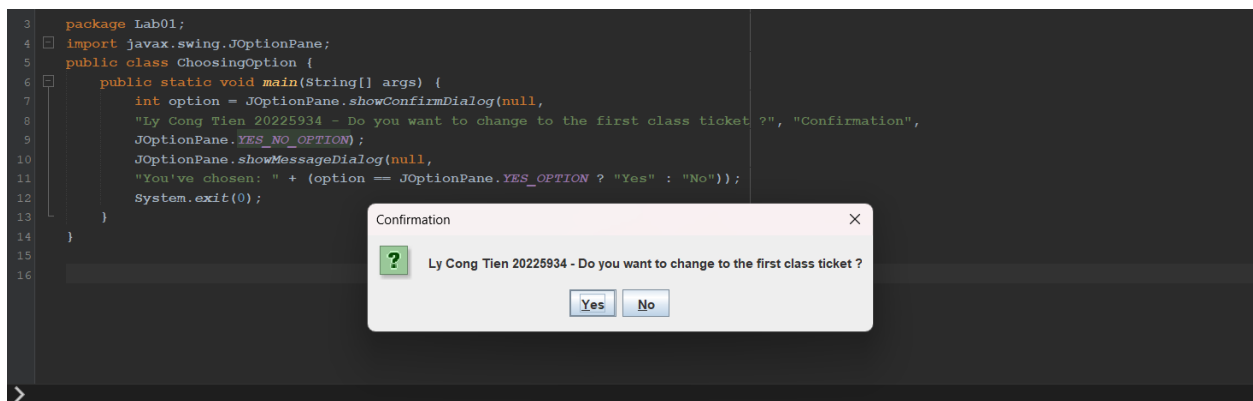 3 package Lab01;
4 import javax.swing.JOptionPane;
5 public class ChoosingOption {
6 public static void main(String[] args) {
7 int option = JOptionPane.showConfirmDialog(null,
8 "Ly Cong Tien 20225934 - Do you want to change to the first class ticket ?", "Confirmation",
9 JOptionPane.YES_NO_OPTION);
10 JOptionPane.showMessageDialog(null,
11 "You've chosen: " + (option == JOptionPane.YES_OPTION ? "Yes" : "No"));
12 System.exit(0);
13 }
14 }
15
16
Confirmation
Ly Cong Tien 20225934 - Do you want to change to the first class ticket ?
Yes No